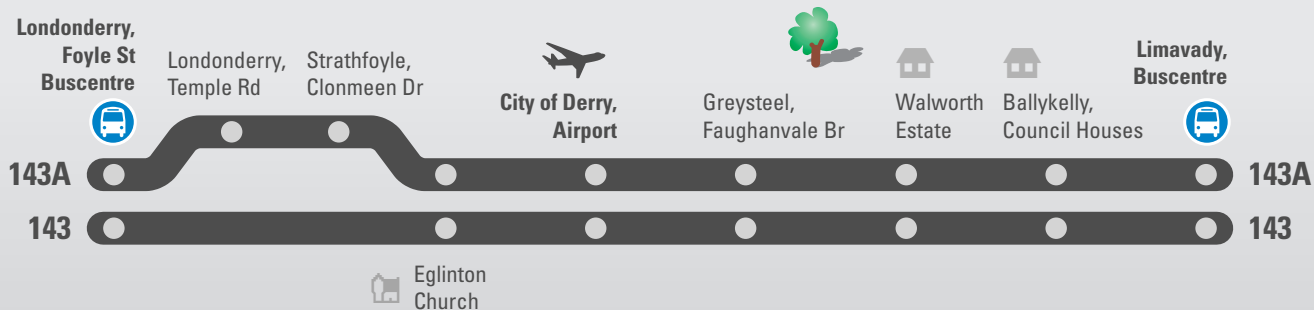 Londonderry,
Foyle St
Buscentre
Londonderry,
Temple Rd
Strathfoyle,
Clonmeen Dr
City of Derry,
Airport
Greysteel,
Faughanvale Br
Walworth
Estate
Ballykelly,
Council Houses
Limavady,
Buscentre
143A
143A
143
143
Eglinton
Church